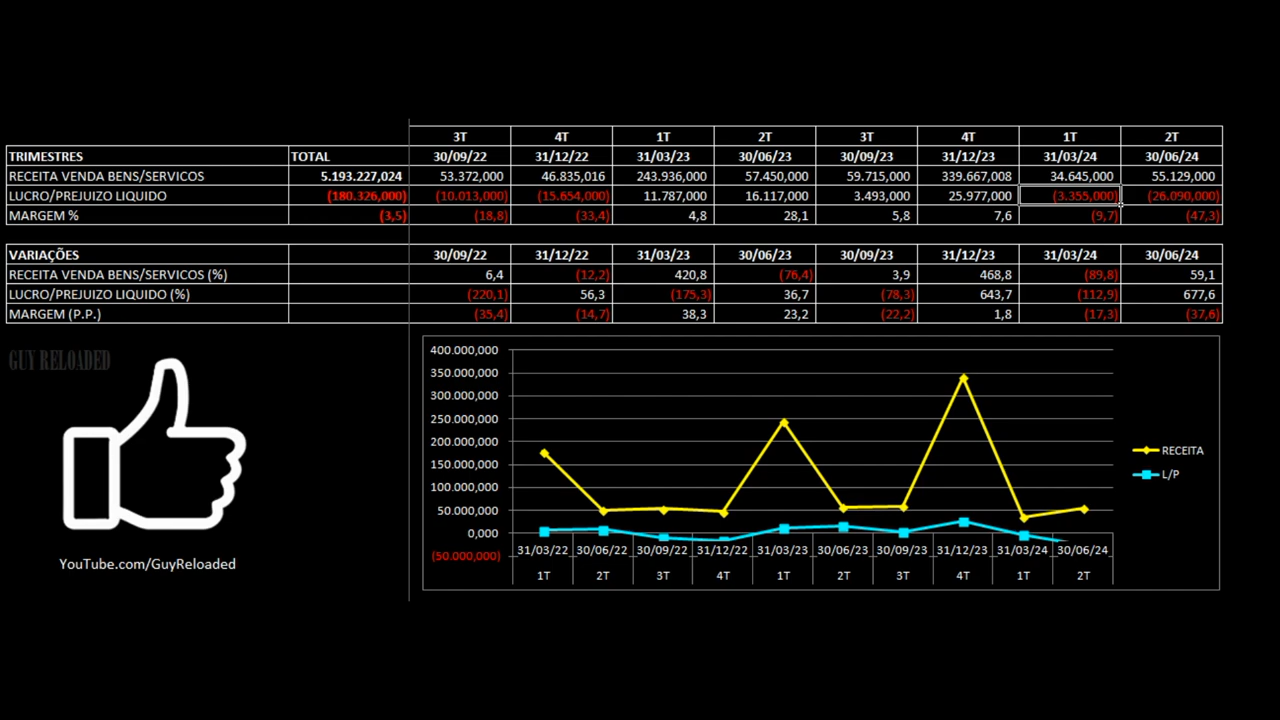 3T 4T 1T 2T 3T 4T 1T 2T
TRIMESTRES TOTAL 30/09/22 31/12/22 31/03/23 30/06/23 30/09/23 31/12/23 31/03/24 30/06/24
RECEITA VENDA BENS/SERVICOS 5.193.227,024 53.372,000 46.835,016 243.936,000 57.450,000 59.715,000 339.667,008 34.645,000 55.129,000
LUCRO/PREJUIZO LIQUIDO (180.326,000) (10.013,000) (15.654,000) 11.787,000 16.117,000 3.493,000 25.977,000 (3.355,000) (26.090,000)
MARGEM % (3,5) (18,8) (33,4) 4,8 28,1 5,8 7,6 (9,7) (47,3)
VARIAÇÕES 30/09/22 31/12/22 31/03/23 30/06/23 30/09/23 31/12/23 31/03/24 30/06/24
RECEITA VENDA BENS/SERVICOS (%) 6,4 (12,2) 420,8 (76,4) 3,9 468,8 (89,8) 59,1
LUCRO/PREJUIZO LIQUIDO (%) (220,1) 56,3 (175,3) 36,7 (78,3) 643,7 (112,9) 677,6
MARGEM (P.P.) (35,4) (14,7) 38,3 23,2 (22,2) 1,8 (17,3) (37,6)
GUY RELOADED
YouTube.com/GuyReloaded
400.000,000
350.000,000
300.000,000
250.000,000
200.000,000
150.000,000
100.000,000
50.000,000
0,000
(50.000,000)
31/03/22 30/06/22 30/09/22 31/12/22 31/03/23 30/06/23 30/09/23 31/12/23 31/03/24 30/06/24
1T 2T 3T 4T 1T 2T 3T 4T 1T 2T
RECEITA
L/P